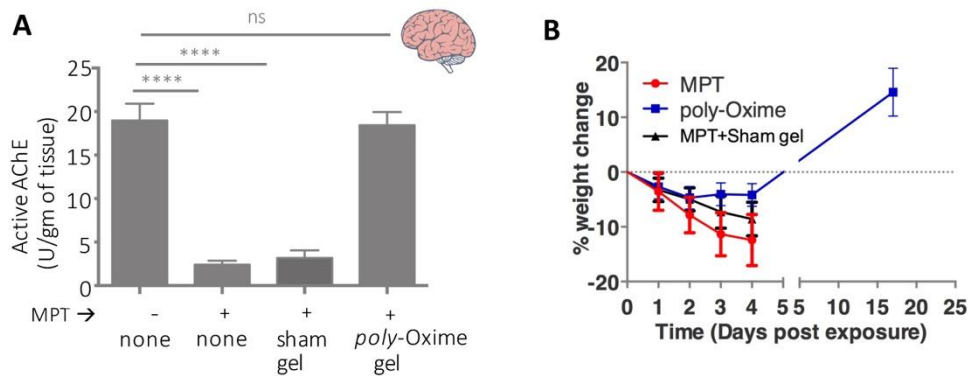 A
ns
****
****
Active AChE
(U/gm of tissue)
25
20
15
10
5
0
MPT → - + + +
none none sham gel poly-Oxime gel
B
% weight change
20
10
0
-10
-20
MPT
poly-Oxime
MPT+Sham gel
0 1 2 3 4 5 5 10 15 20 25
Time (Days post exposure)